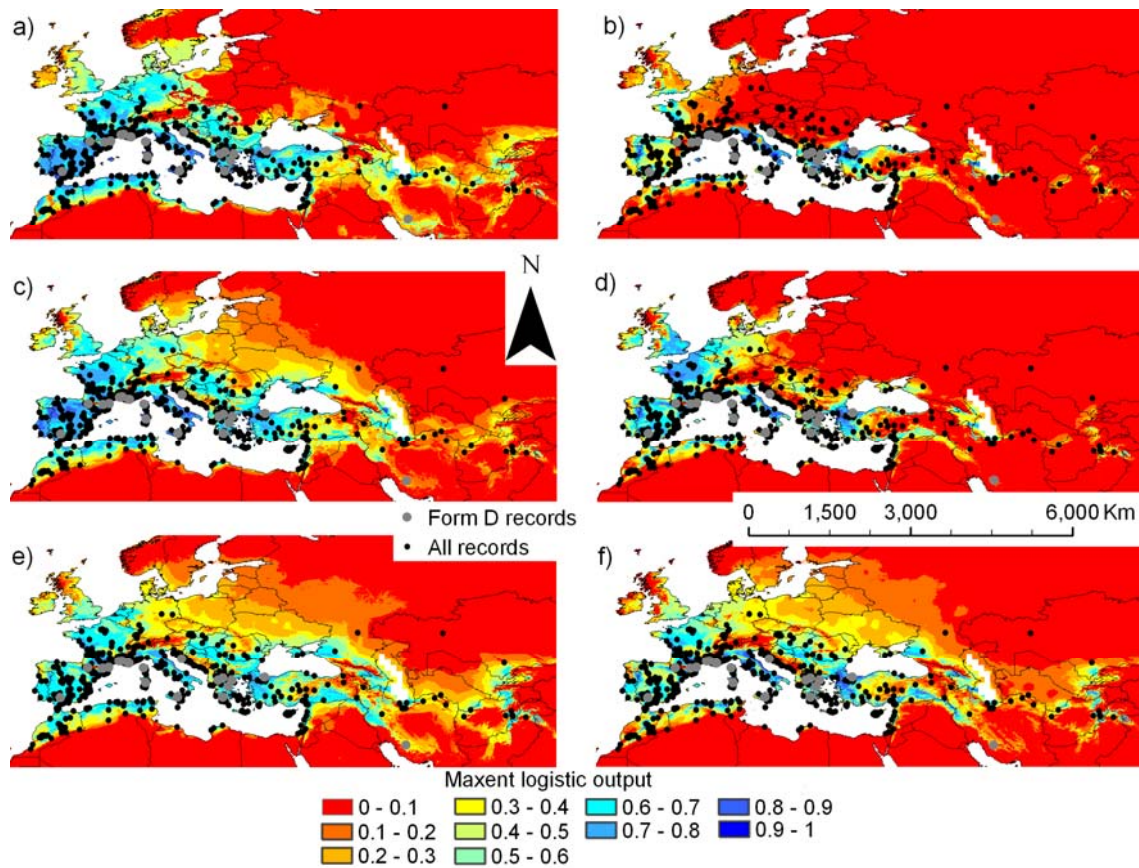 a)
b)
c)
N
d)
Form D records
All records
0 1,500 3,000 6,000 Km
e)
f)
Maxent logistic output
0 - 0.1 0.3 - 0.4 0.6 - 0.7 0.8 - 0.9
0.1 - 0.2 0.4 - 0.5 0.7 - 0.8 0.9 - 1
0.2 - 0.3 0.5 - 0.6